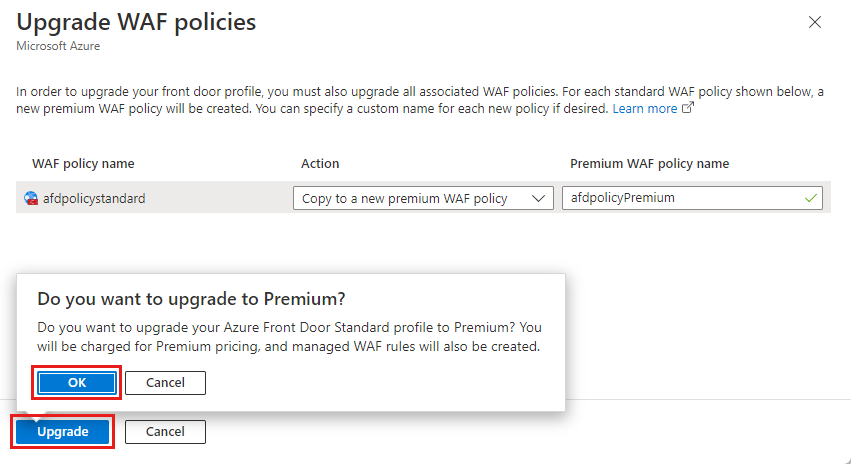 Upgrade WAF policies
Microsoft Azure
In order to upgrade your front door profile, you must also upgrade all associated WAF policies. For each standard WAF policy shown below, a
new premium WAF policy will be created. You can specify a custom name for each new policy if desired. Learn more
WAF policy name Action Premium WAF policy name
afdpolicystandard Copy to a new premium WAF policy afdpolicyPremium
Do you want to upgrade to Premium?
Do you want to upgrade your Azure Front Door Standard profile to Premium? You
will be charged for Premium pricing, and managed WAF rules will also be created.
OK Cancel
Upgrade Cancel